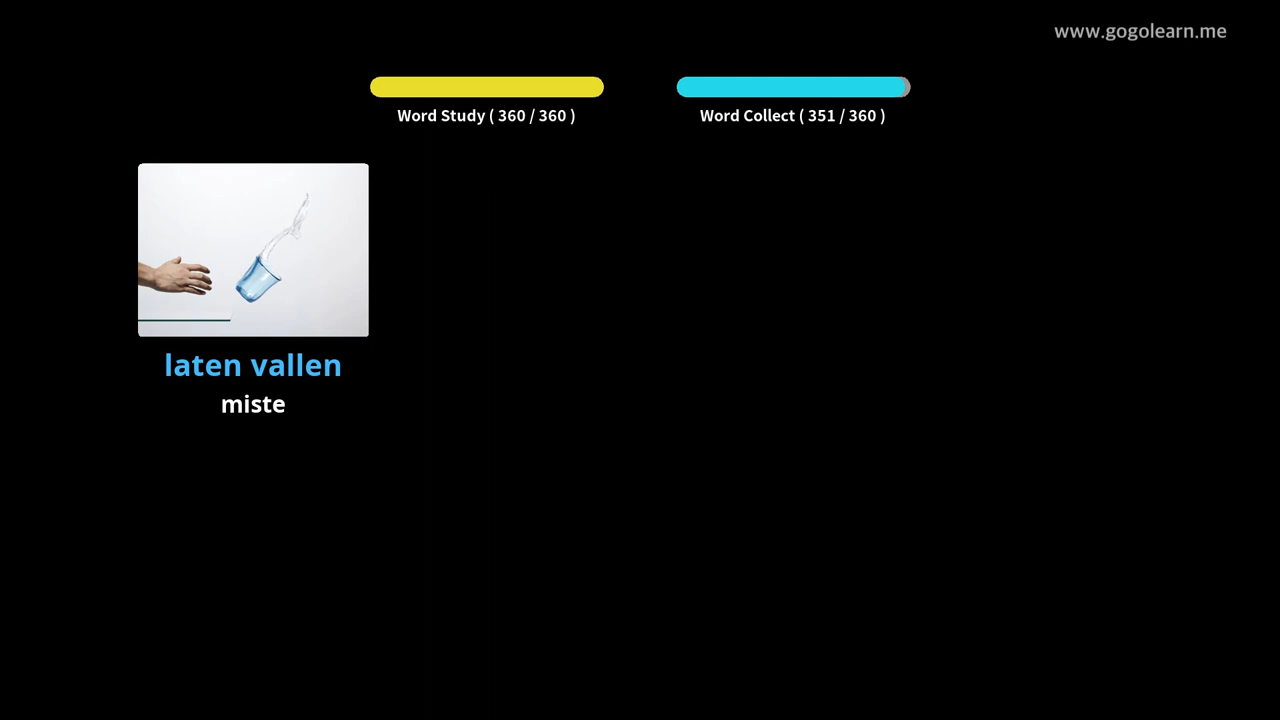 www.gogolearn.me
Word Study ( 360 / 360 )
Word Collect ( 351 / 360 )
laten vallen
miste